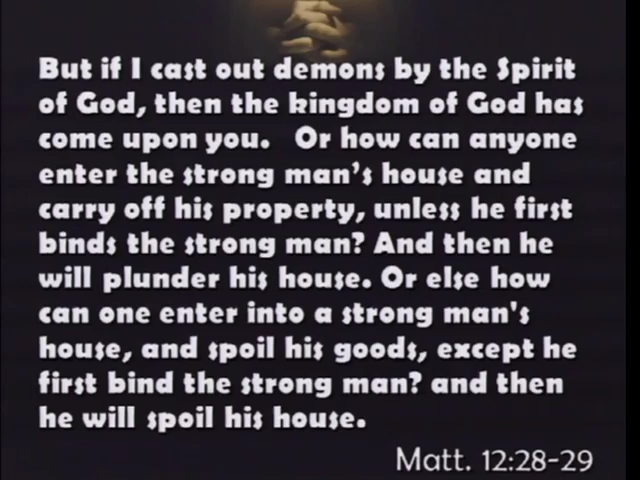 But if I cast out demons by the Spirit
of God, then the kingdom of God has
come upon you. Or how can anyone
enter the strong man's house and
carry off his property, unless he first
binds the strong man? And then he
will plunder his house. Or else how
can one enter into a strong man's
house, and spoil his goods, except he
first bind the strong man? and then
he will spoil his house.
Matt. 12:28-29